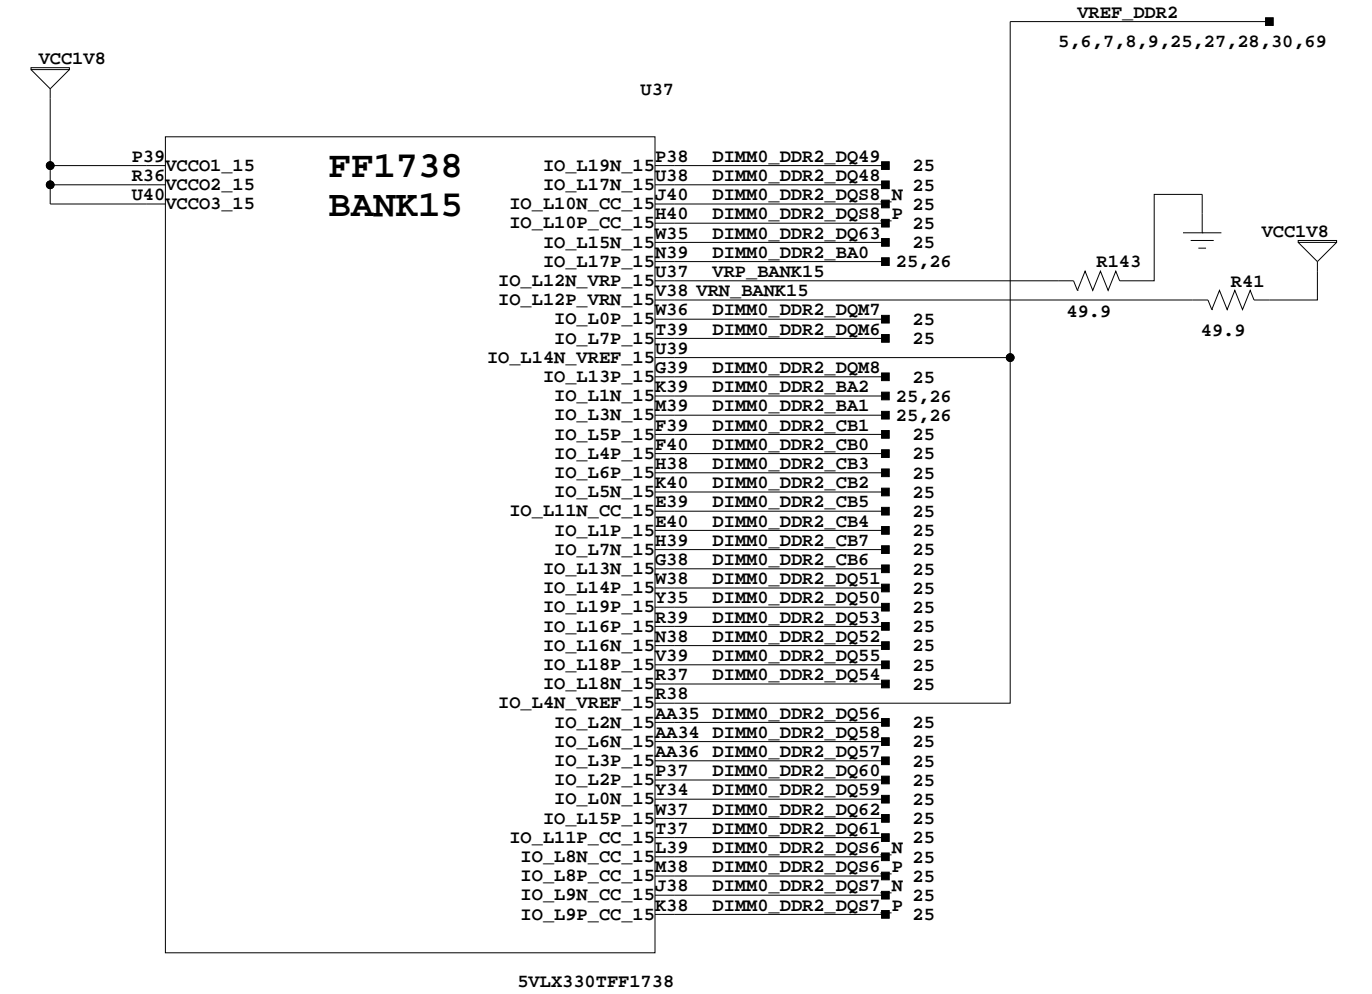 VREF_DDR2
5,6,7,8,9,25,27,28,30,69
VCC1V8
U37
FF1738
BANK15
P39 VCCO1_15
R36 VCCO2_15
U40 VCCO3_15
IO_L19N_15 P38 DIMM0_DDR2_DQ49 25
IO_L17N_15 U38 DIMM0_DDR2_DQ48 25
IO_L10N_CC_15 J40 DIMM0_DDR2_DQS8_N 25
IO_L10P_CC_15 H40 DIMM0_DDR2_DQS8_P 25
IO_L15N_15 W35 DIMM0_DDR2_DQ63 25
IO_L17P_15 N39 DIMM0_DDR2_BA0 25,26
IO_L12N_VRP_15 U37 VRP_BANK15
R143
49.9
IO_L12P_VRN_15 V38 VRN_BANK15
R41
49.9
VCC1V8
IO_L0P_15 W36 DIMM0_DDR2_DQM7 25
IO_L7P_15 T39 DIMM0_DDR2_DQM6 25
IO_L14N_VREF_15 U39
IO_L13P_15 G39 DIMM0_DDR2_DQM8 25
IO_L1N_15 K39 DIMM0_DDR2_BA2 25,26
IO_L3N_15 M39 DIMM0_DDR2_BA1 25,26
IO_L5P_15 F39 DIMM0_DDR2_CB1 25
IO_L4P_15 F40 DIMM0_DDR2_CB0 25
IO_L6P_15 H38 DIMM0_DDR2_CB3 25
IO_L5N_15 K40 DIMM0_DDR2_CB2 25
IO_L11N_CC_15 E39 DIMM0_DDR2_CB5 25
IO_L1P_15 E40 DIMM0_DDR2_CB4 25
IO_L7N_15 H39 DIMM0_DDR2_CB7 25
IO_L13N_15 G38 DIMM0_DDR2_CB6 25
IO_L14P_15 W38 DIMM0_DDR2_DQ51 25
IO_L19P_15 Y35 DIMM0_DDR2_DQ50 25
IO_L16P_15 R39 DIMM0_DDR2_DQ53 25
IO_L16N_15 N38 DIMM0_DDR2_DQ52 25
IO_L18P_15 V39 DIMM0_DDR2_DQ55 25
IO_L18N_15 R37 DIMM0_DDR2_DQ54 25
IO_L4N_VREF_15 R38
IO_L2N_15 AA35 DIMM0_DDR2_DQ56 25
IO_L6N_15 AA34 DIMM0_DDR2_DQ58 25
IO_L3P_15 AA36 DIMM0_DDR2_DQ57 25
IO_L2P_15 P37 DIMM0_DDR2_DQ60 25
IO_L0N_15 Y34 DIMM0_DDR2_DQ59 25
IO_L15P_15 W37 DIMM0_DDR2_DQ62 25
IO_L11P_CC_15 T37 DIMM0_DDR2_DQ61 25
IO_L8N_CC_15 L39 DIMM0_DDR2_DQS6_N 25
IO_L8P_CC_15 M38 DIMM0_DDR2_DQS6_P 25
IO_L9N_CC_15 J38 DIMM0_DDR2_DQS7_N 25
IO_L9P_CC_15 K38 DIMM0_DDR2_DQS7_P 25
5VLX330TFF1738